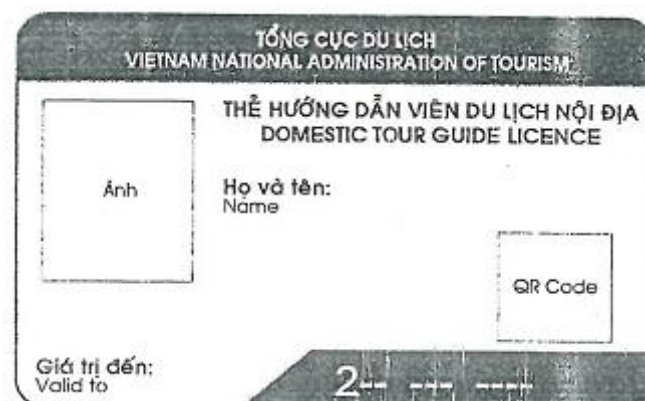 TỔNG CỤC DU LỊCH
VIETNAM NATIONAL ADMINISTRATION OF TOURISM
THẺ HƯỚNG DẪN VIÊN DU LỊCH NỘI ĐỊA
DOMESTIC TOUR GUIDE LICENCE
Ảnh
Họ và tên:
Name
QR Code
Giá trị đến:
Valid to
2-- --- ----